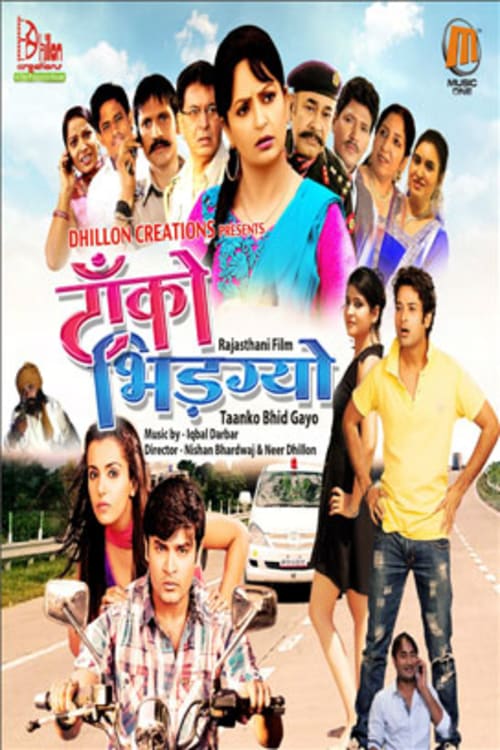 Dhillon
creations
MUSIC
ONE
DHILLON CREATIONS PRESENTS
टाँको
Rajasthani Film
भिड़ग्यो
Taanko Bhid Gayo
Music by - Iqbal Darbar
Director - Nishan Bhardwaj & Neer Dhillon